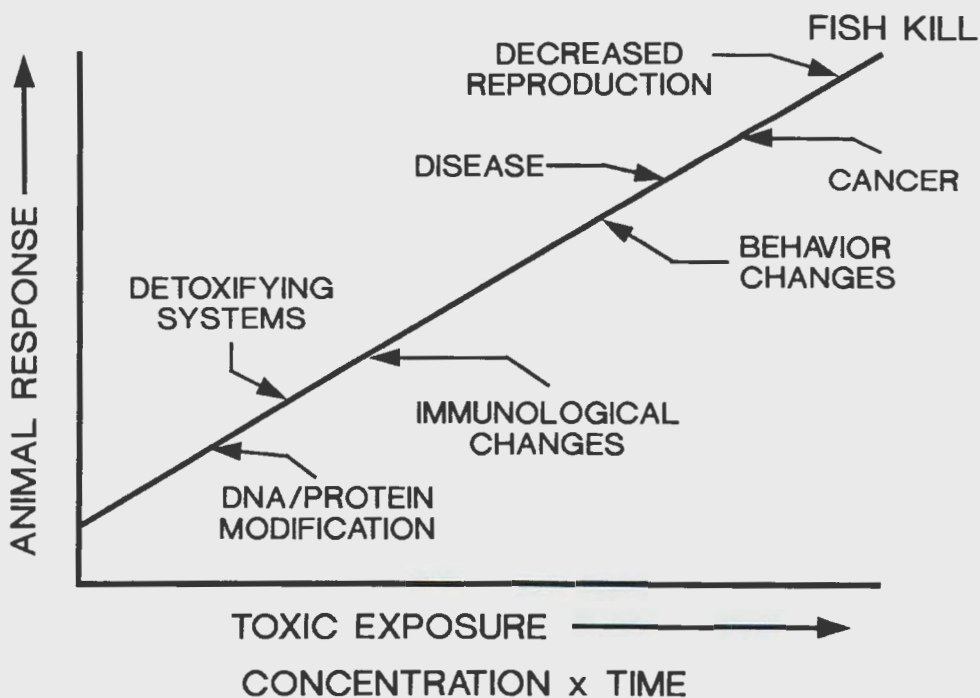 FISH KILL
DECREASED
REPRODUCTION
DISEASE
CANCER
BEHAVIOR
CHANGES
DETOXIFYING
SYSTEMS
IMMUNOLOGICAL
CHANGES
DNA/PROTEIN
MODIFICATION
ANIMAL RESPONSE
TOXIC EXPOSURE
CONCENTRATION x TIME